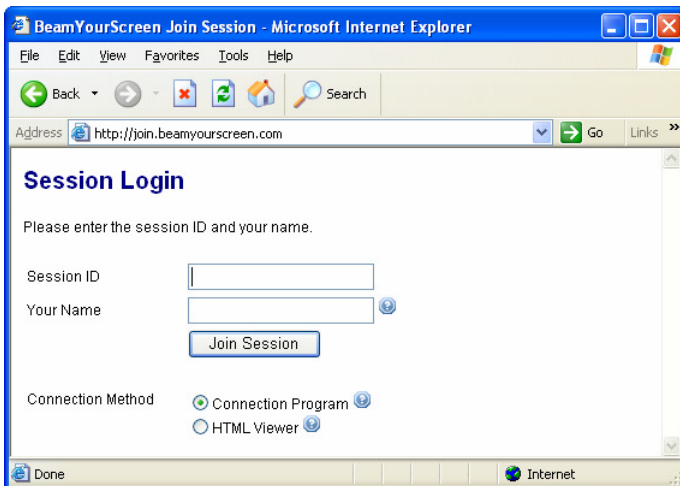 BeamYourScreen Join Session - Microsoft Internet Explorer
File Edit View Favorites Tools Help
Back Search
Address http://join.beamyourscreen.com Go Links »
Session Login
Please enter the session ID and your name.
Session ID
Your Name
Join Session
Connection Method Connection Program
HTML Viewer
Done Internet